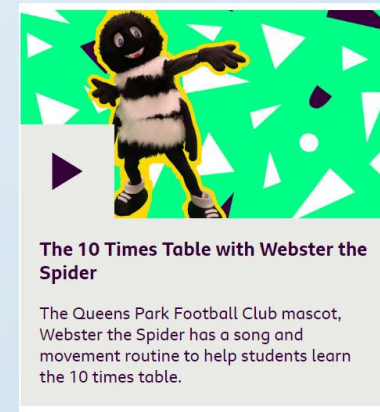 The 10 Times Table with Webster the
Spider
The Queens Park Football Club mascot,
Webster the Spider has a song and
movement routine to help students learn
the 10 times table.